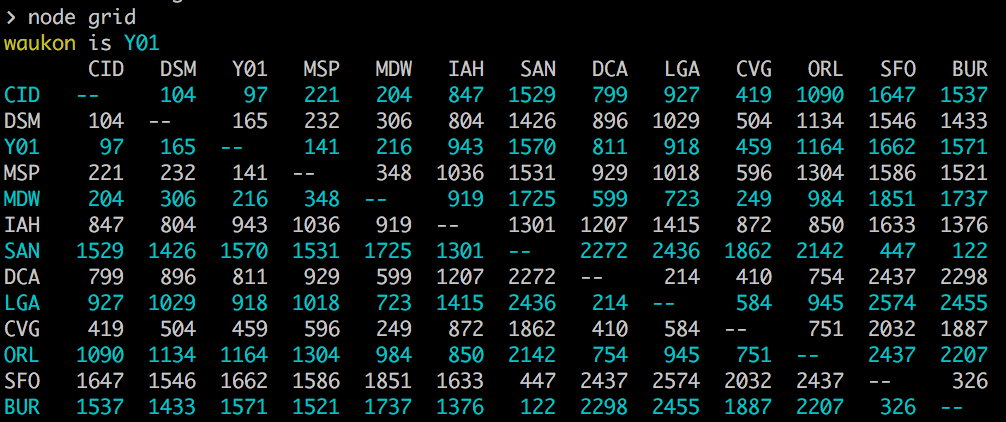 > node grid
waukon is Y01
CID DSM Y01 MSP MDW IAH SAN DCA LGA CVG ORL SFO BUR
CID -- 104 97 221 204 847 1529 799 927 419 1090 1647 1537
DSM 104 -- 165 232 306 804 1426 896 1029 504 1134 1546 1433
Y01 97 165 -- 141 216 943 1570 811 918 459 1164 1662 1571
MSP 221 232 141 -- 348 1036 1531 929 1018 596 1304 1586 1521
MDW 204 306 216 348 -- 919 1725 599 723 249 984 1851 1737
IAH 847 804 943 1036 919 -- 1301 1207 1415 872 850 1633 1376
SAN 1529 1426 1570 1531 1725 1301 -- 2272 2436 1862 2142 447 122
DCA 799 896 811 929 599 1207 2272 -- 214 410 754 2437 2298
LGA 927 1029 918 1018 723 1415 2436 214 -- 584 945 2574 2455
CVG 419 504 459 596 249 872 1862 410 584 -- 751 2032 1887
ORL 1090 1134 1164 1304 984 850 2142 754 945 751 -- 2437 2207
SFO 1647 1546 1662 1586 1851 1633 447 2437 2574 2032 2437 -- 326
BUR 1537 1433 1571 1521 1737 1376 122 2298 2455 1887 2207 326 --